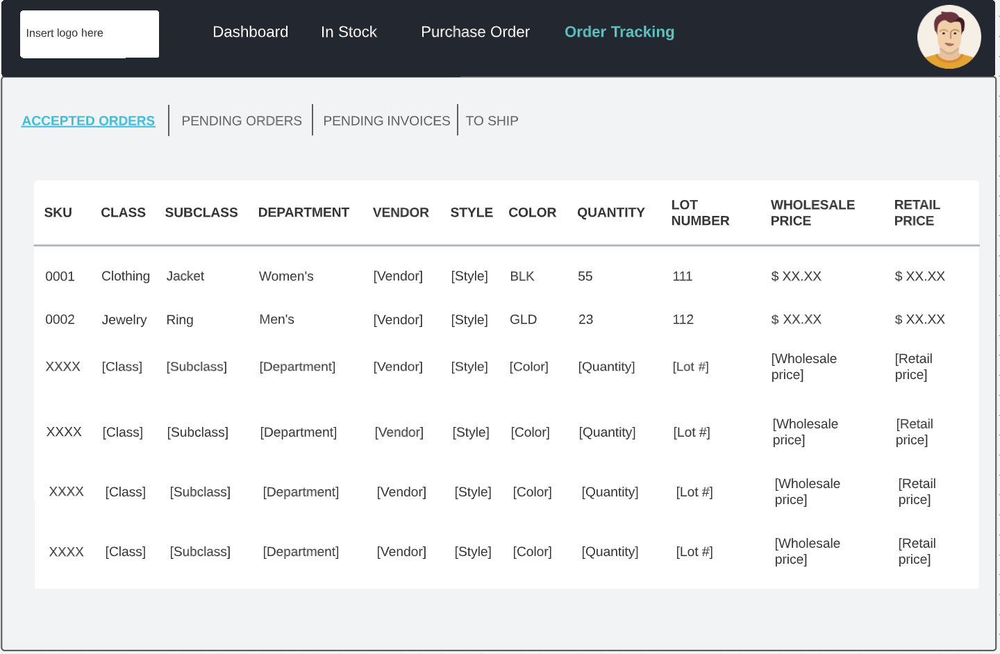 Insert logo here
Dashboard In Stock Purchase Order Order Tracking
ACCEPTED ORDERS PENDING ORDERS PENDING INVOICES TO SHIP
SKU CLASS SUBCLASS DEPARTMENT VENDOR STYLE COLOR QUANTITY LOT NUMBER WHOLESALE PRICE RETAIL PRICE
0001 Clothing Jacket Women's [Vendor] [Style] BLK 55 111 $ XX.XX $ XX.XX
0002 Jewelry Ring Men's [Vendor] [Style] GLD 23 112 $ XX.XX $ XX.XX
XXXX [Class] [Subclass] [Department] [Vendor] [Style] [Color] [Quantity] [Lot #] [Wholesale price] [Retail price]
XXXX [Class] [Subclass] [Department] [Vendor] [Style] [Color] [Quantity] [Lot #] [Wholesale price] [Retail price]
XXXX [Class] [Subclass] [Department] [Vendor] [Style] [Color] [Quantity] [Lot #] [Wholesale price] [Retail price]
XXXX [Class] [Subclass] [Department] [Vendor] [Style] [Color] [Quantity] [Lot #] [Wholesale price] [Retail price]